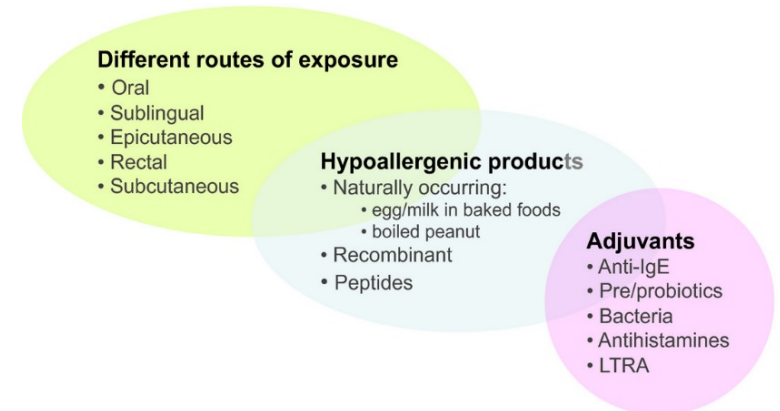 Different routes of exposure
• Oral
• Sublingual
• Epicutaneous
• Rectal
• Subcutaneous
Hypoallergenic products
• Naturally occurring:
• egg/milk in baked foods
• boiled peanut
• Recombinant
• Peptides
Adjuvants
• Anti-IgE
• Pre/probiotics
• Bacteria
• Antihistamines
• LTRA